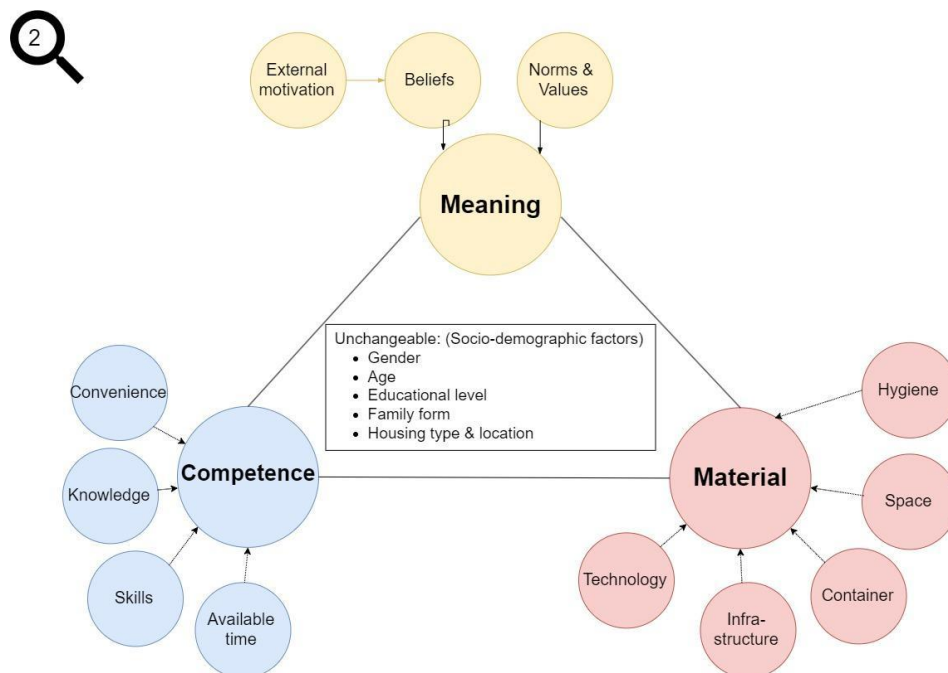 2
External
motivation
Beliefs
Norms &
Values
Meaning
Unchangeable: (Socio-demographic factors)
• Gender
• Age
• Educational level
• Family form
• Housing type & location
Convenience
Knowledge
Skills
Available
time
Competence
Material
Hygiene
Space
Container
Infra-
structure
Technology